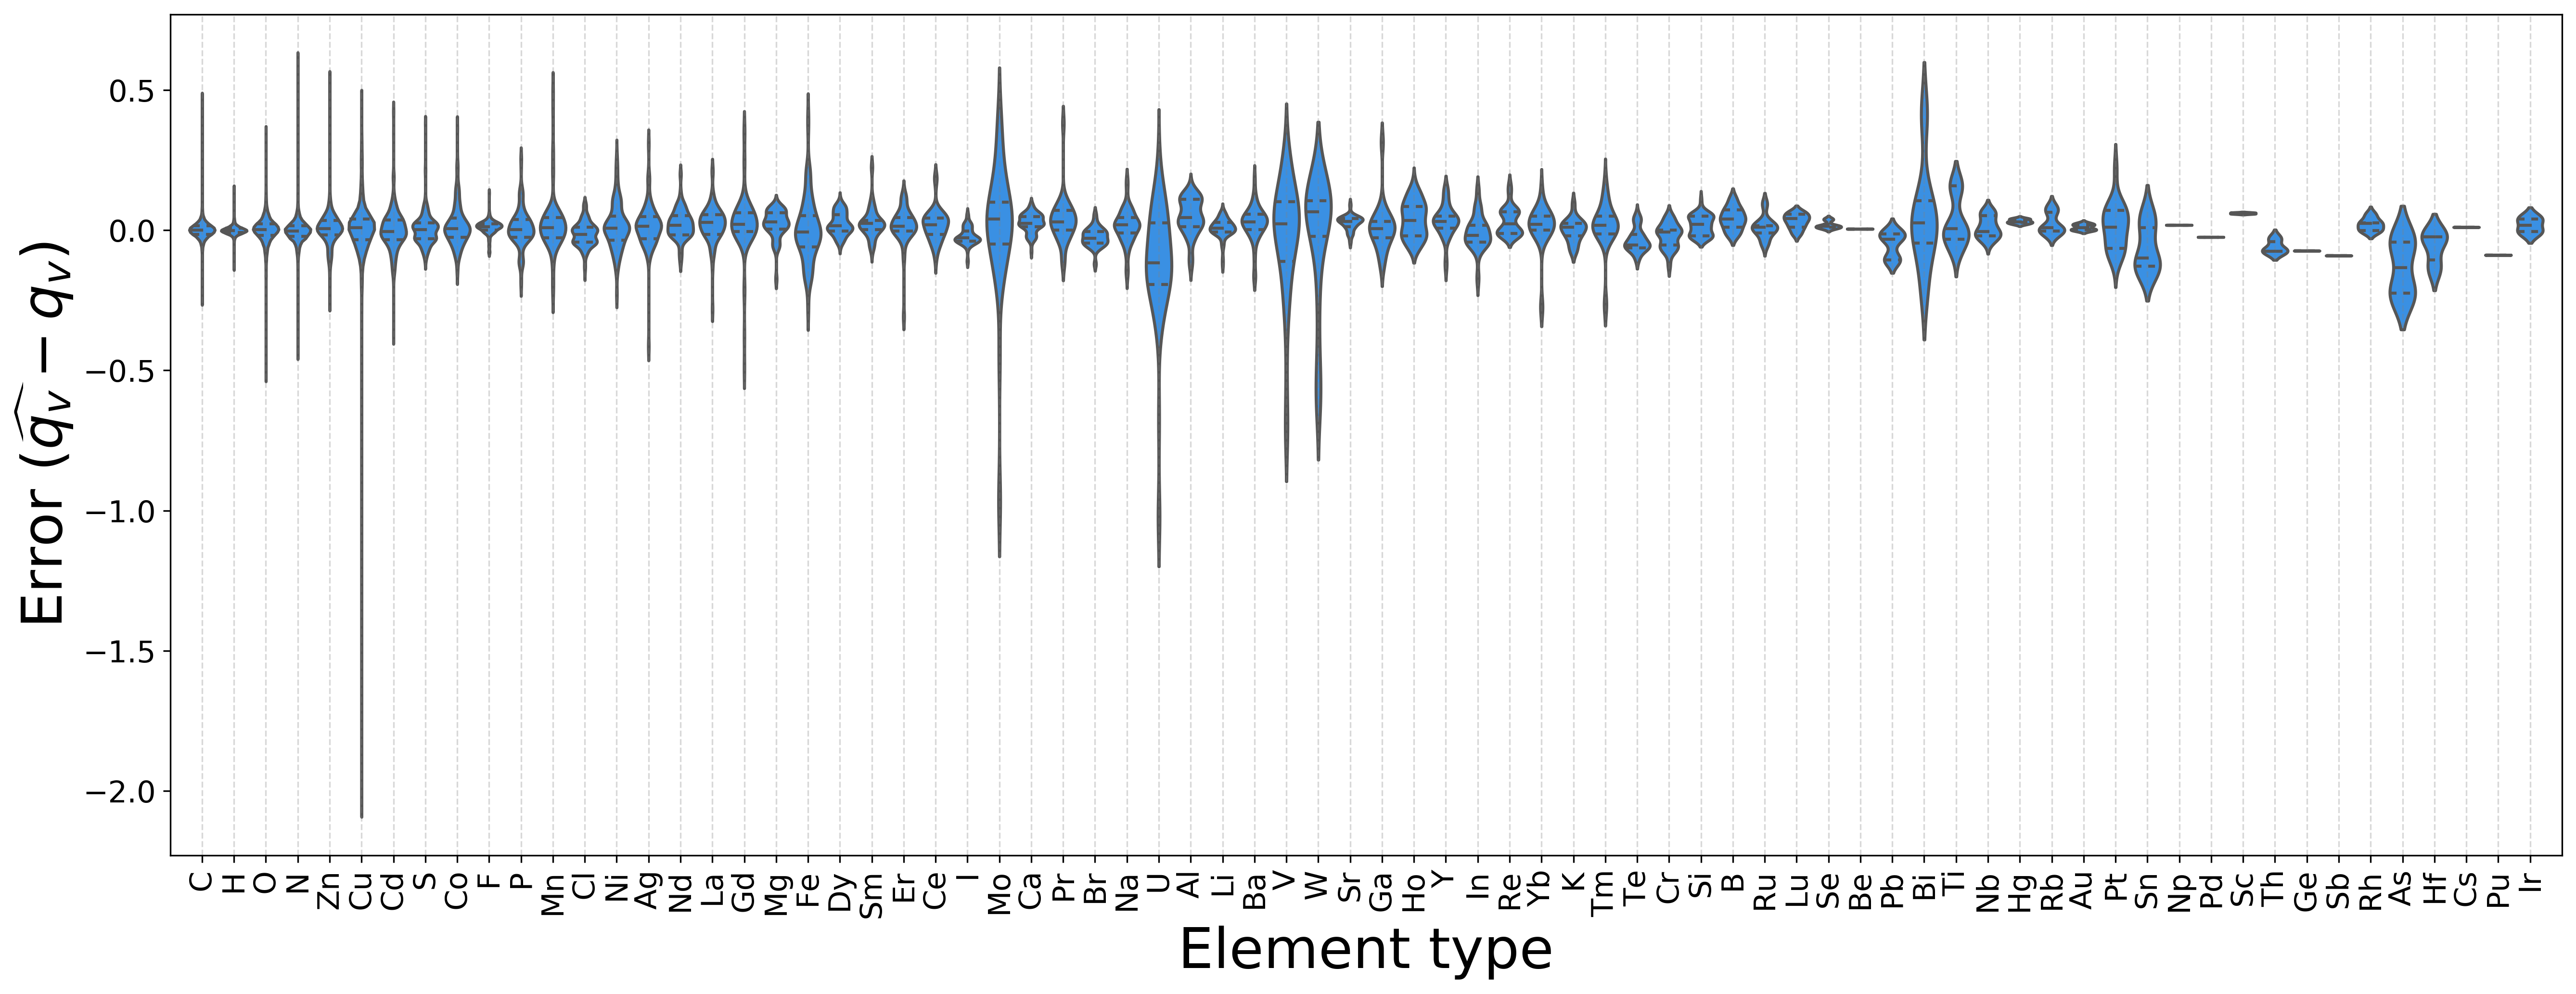 0.5
0.0
−0.5
−1.0
−1.5
−2.0
Error (q̂_v − q_v)
C H O N Zn Cu Cd S Co F P Mn Cl Ni Ag Nd La Gd Mg Fe Dy Sm Er Ce I Mo Ca Pr Br Na U Al Li Ba V W Sr Ga Ho Y In Re Yb K Tm Te Cr Si B Ru Lu Se Be Pb Bi Ti Nb Hg Rb Au Pt Sn Np Pd Sc Th Ge Sb Rh As Hf Cs Pu Ir
Element type